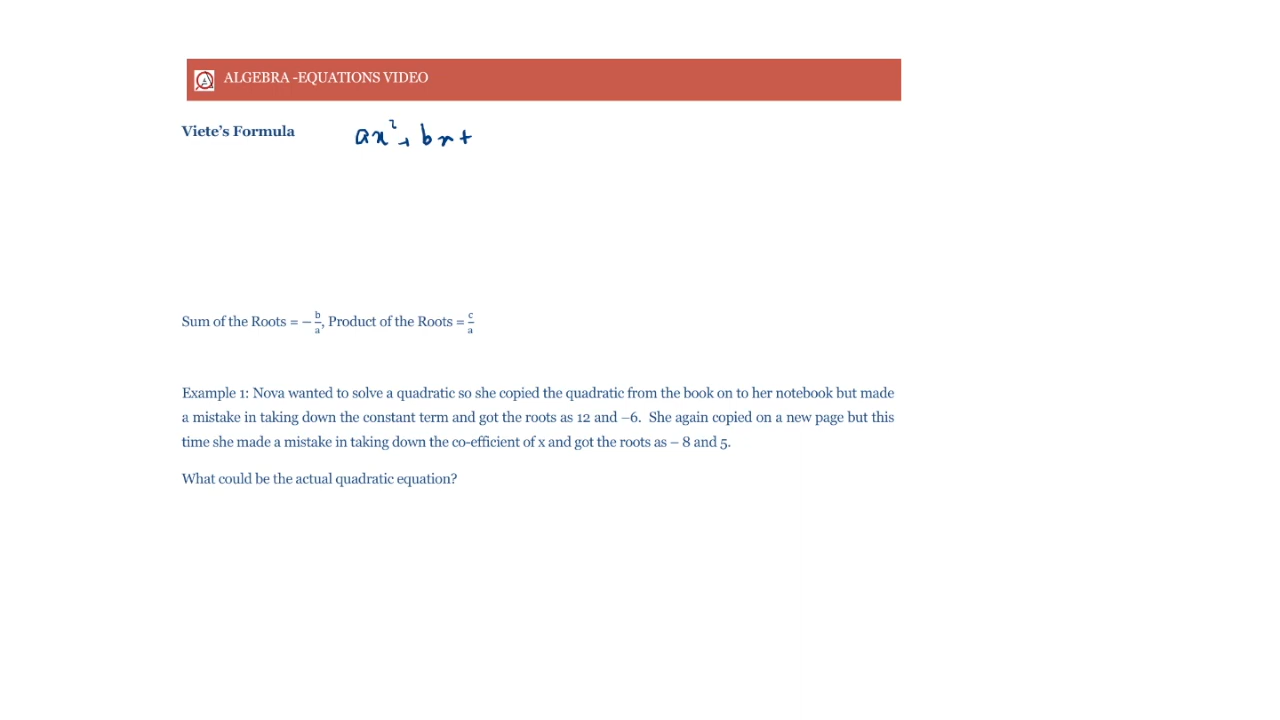 ALGEBRA -EQUATIONS VIDEO
Viete's Formula
ax² + bx +
Sum of the Roots = −b/a, Product of the Roots = c/a
Example 1: Nova wanted to solve a quadratic so she copied the quadratic from the book on to her notebook but made
a mistake in taking down the constant term and got the roots as 12 and –6. She again copied on a new page but this
time she made a mistake in taking down the co-efficient of x and got the roots as – 8 and 5.
What could be the actual quadratic equation?